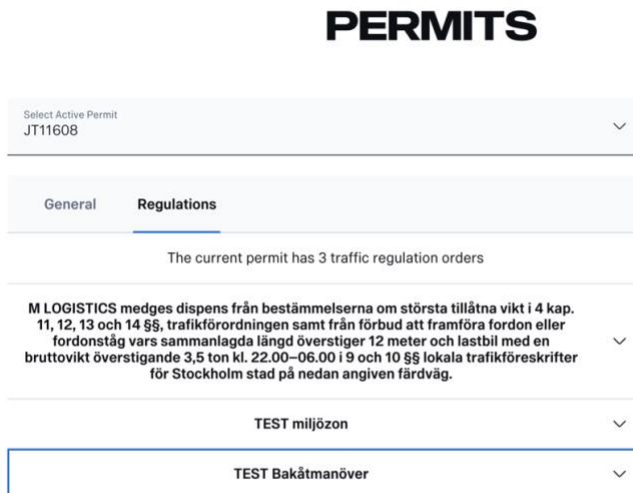 PERMITS
Select Active Permit
JT11608
General Regulations
The current permit has 3 traffic regulation orders
M LOGISTICS medges dispens från bestämmelserna om största tillåtna vikt i 4 kap.
11, 12, 13 och 14 §§, trafikförordningen samt från förbud att framföra fordon eller
fordonståg vars sammanlagda längd överstiger 12 meter och lastbil med en
bruttovikt överstigande 3,5 ton kl. 22.00–06.00 i 9 och 10 §§ lokala trafikföreskrifter
för Stockholm stad på nedan angiven färdväg.
TEST miljözon
TEST Bakåtmanöver